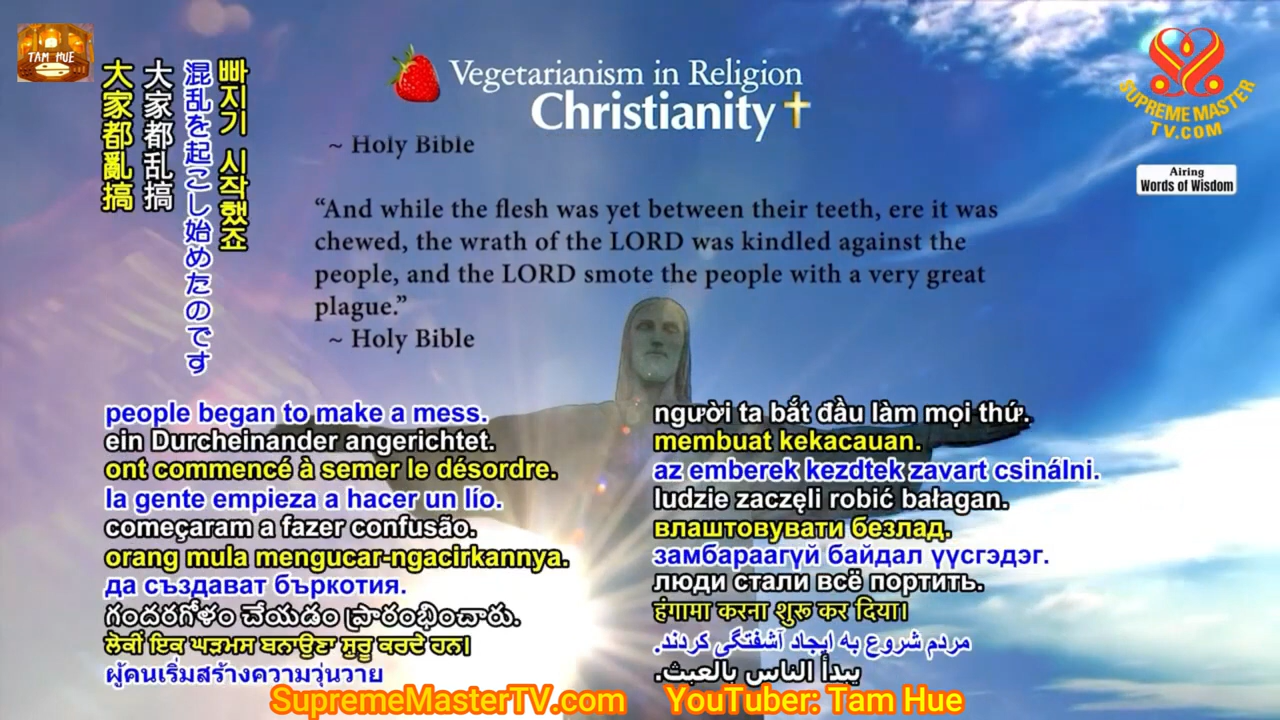 TAM HUE
大家都亂搞
大家都乱搞
混乱を起こし始めたのです
빠지기 시작했죠
Vegetarianism in Religion
Christianity
~ Holy Bible
“And while the flesh was yet between their teeth, ere it was
chewed, the wrath of the LORD was kindled against the
people, and the LORD smote the people with a very great
plague.”
~ Holy Bible
SUPREME MASTER
TV.COM
Airing
Words of Wisdom
people began to make a mess.
ein Durcheinander angerichtet.
ont commencé à semer le désordre.
la gente empieza a hacer un lío.
começaram a fazer confusão.
orang mula mengucar-ngacirkannya.
да създават бъркотия.
గందరగోళం చేయడం ప్రారంభించారు.
ਲੋਕੀਂ ਇਕ ਘੜਮਸ ਬਨਾਉਣਾ ਸ਼ੁਰੂ ਕਰਦੇ ਹਨ।
ผู้คนเริ่มสร้างความวุ่นวาย
người ta bắt đầu làm mọi thứ.
membuat kekacauan.
az emberek kezdtek zavart csinálni.
ludzie zaczęli robić bałagan.
влаштовувати безлад.
замбараагүй байдал үүсгэдэг.
люди стали всё портить.
हंगामा करना शुरू कर दिया।
مردم شروع به ایجاد آشفتگی کردند.
يبدأ الناس بالعبث.
SupremeMasterTV.com YouTuber: Tam Hue